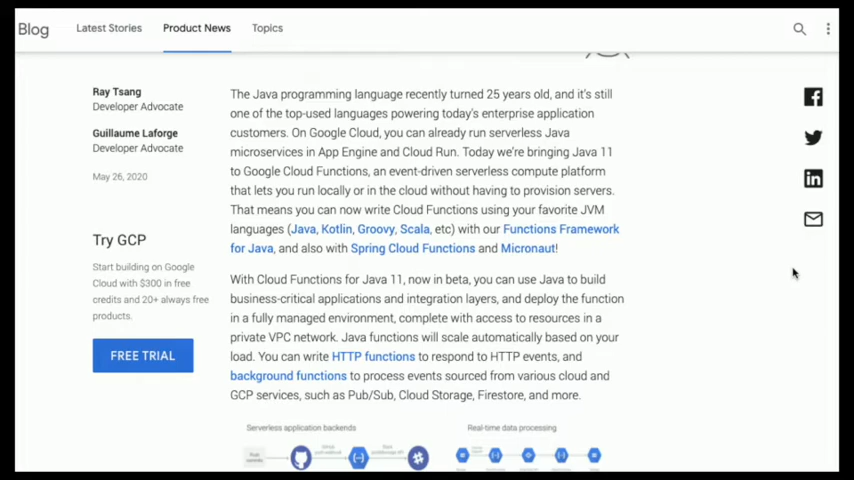 Blog
Latest Stories
Product News
Topics
Ray Tsang
Developer Advocate
Guillaume Laforge
Developer Advocate
May 26, 2020
Try GCP
Start building on Google
Cloud with $300 in free
credits and 20+ always free
products.
FREE TRIAL
The Java programming language recently turned 25 years old, and it's still
one of the top-used languages powering today's enterprise application
customers. On Google Cloud, you can already run serverless Java
microservices in App Engine and Cloud Run. Today we're bringing Java 11
to Google Cloud Functions, an event-driven serverless compute platform
that lets you run locally or in the cloud without having to provision servers.
That means you can now write Cloud Functions using your favorite JVM
languages (Java, Kotlin, Groovy, Scala, etc) with our Functions Framework
for Java, and also with Spring Cloud Functions and Micronaut!
With Cloud Functions for Java 11, now in beta, you can use Java to build
business-critical applications and integration layers, and deploy the function
in a fully managed environment, complete with access to resources in a
private VPC network. Java functions will scale automatically based on your
load. You can write HTTP functions to respond to HTTP events, and
background functions to process events sourced from various cloud and
GCP services, such as Pub/Sub, Cloud Storage, Firestore, and more.
Serverless application backends
Real-time data processing